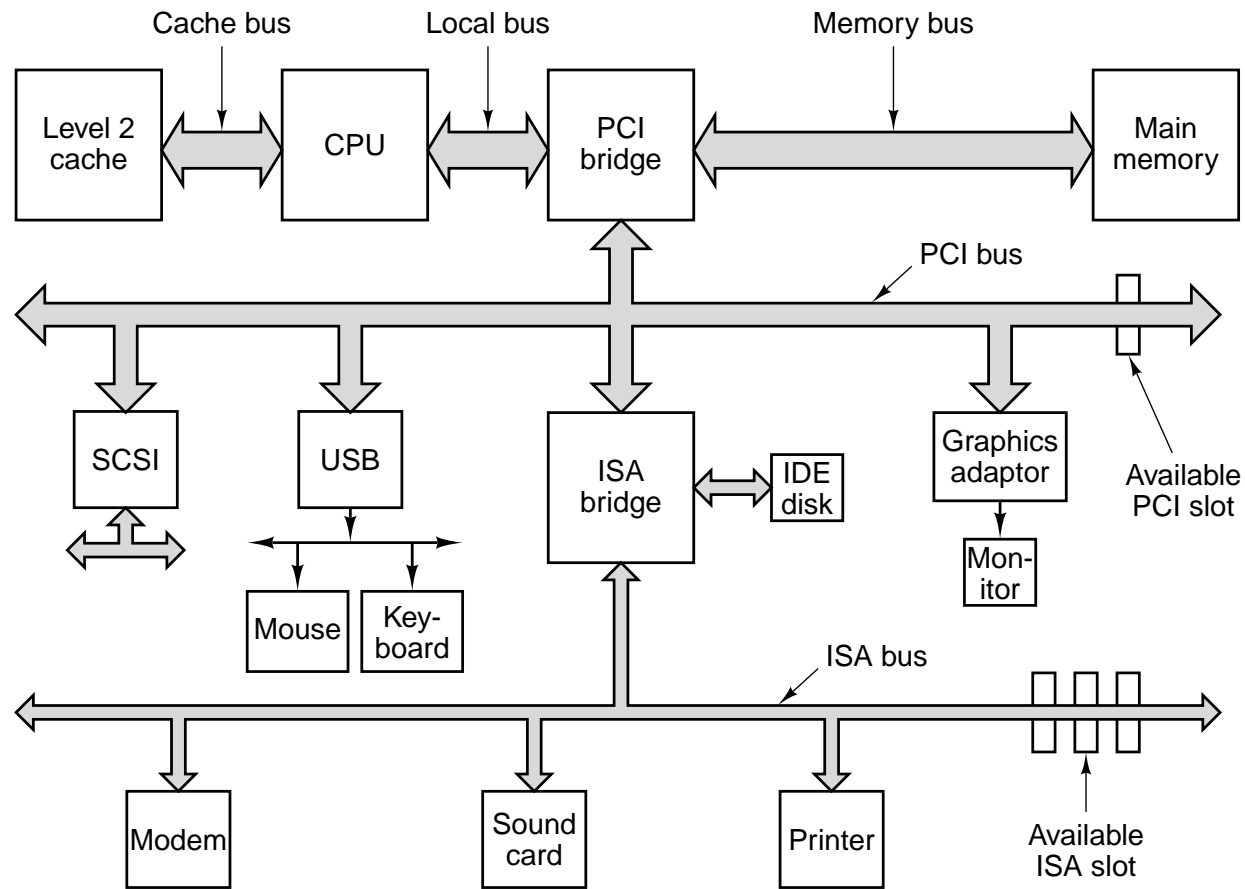 Cache bus
Local bus
Memory bus
Level 2
cache
CPU
PCI
bridge
Main
memory
PCI bus
SCSI
USB
ISA
bridge
IDE
disk
Graphics
adaptor
Available
PCI slot
Mon-
itor
Mouse
Key-
board
ISA bus
Modem
Sound
card
Printer
Available
ISA slot